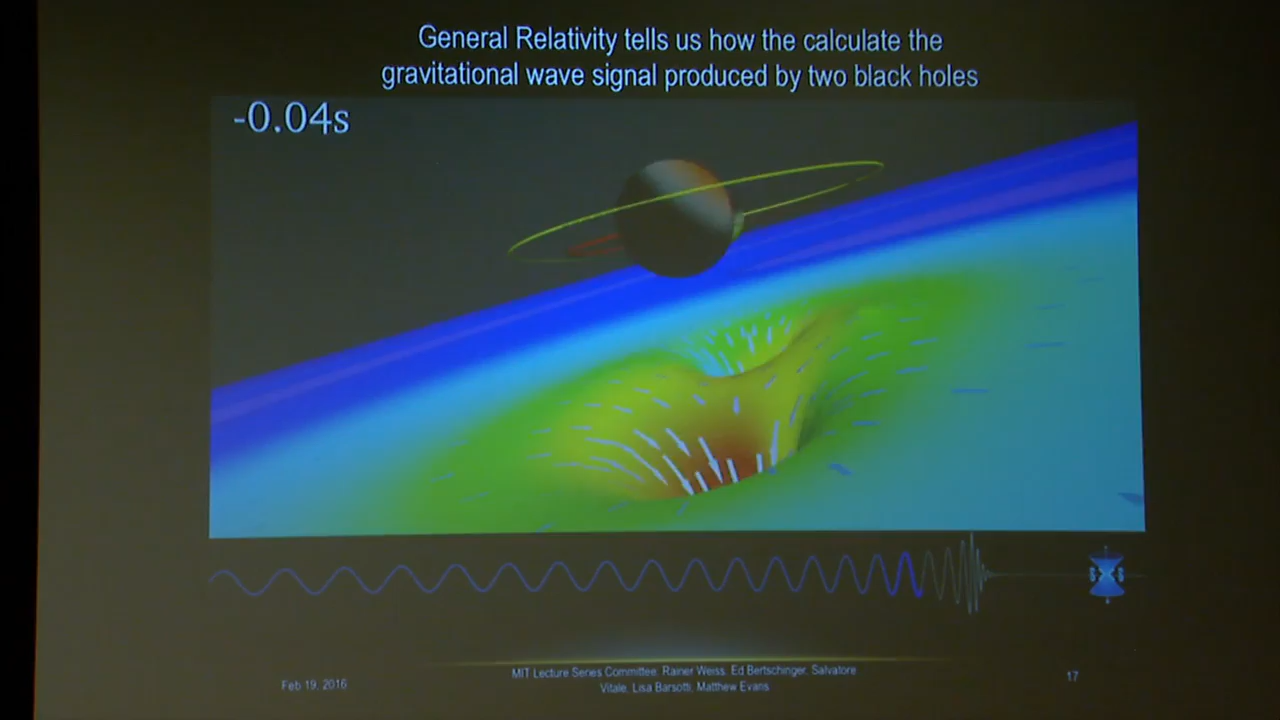 General Relativity tells us how the calculate the
gravitational wave signal produced by two black holes
-0.04s
Feb 19, 2016
MIT Lecture Series Committee, Rainer Weiss, Ed Bertschinger, Salvatore
Vitale, Lisa Barsotti, Matthew Evans
17